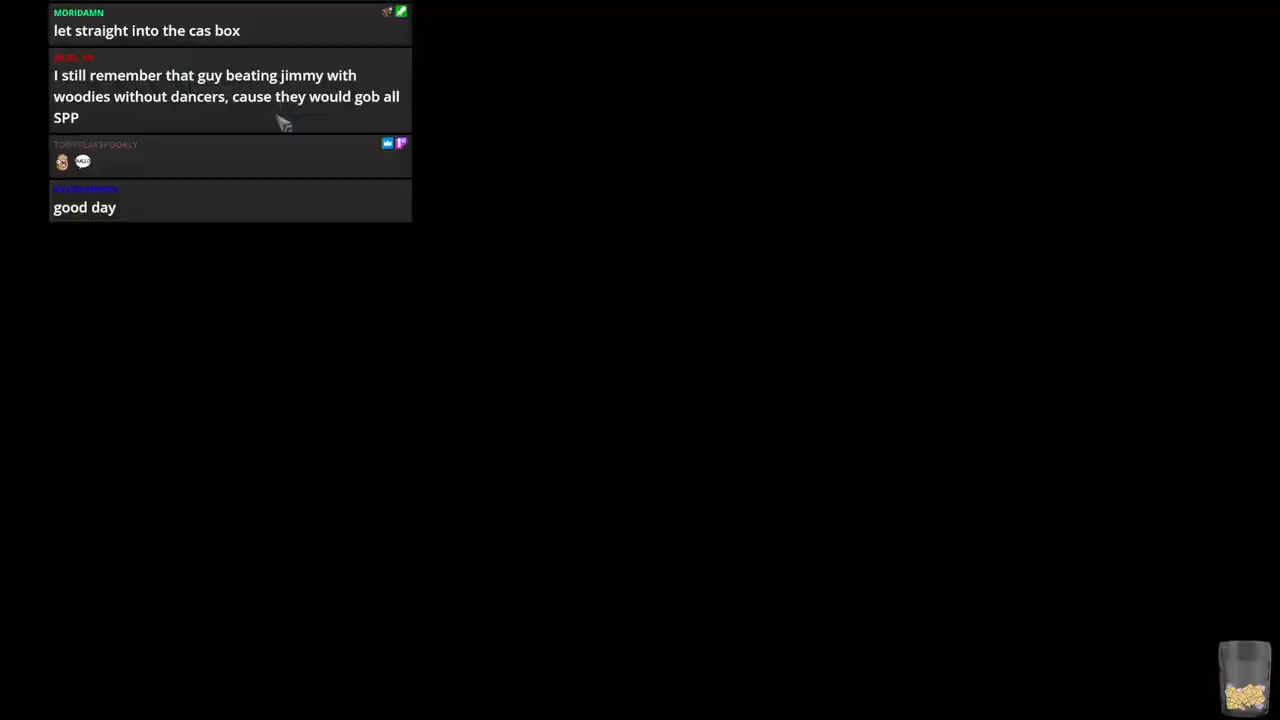 MORIDAMN
let straight into the cas box
I still remember that guy beating jimmy with
woodies without dancers, cause they would gob all
SPP
TOBYPLAYSPOORLY
good day